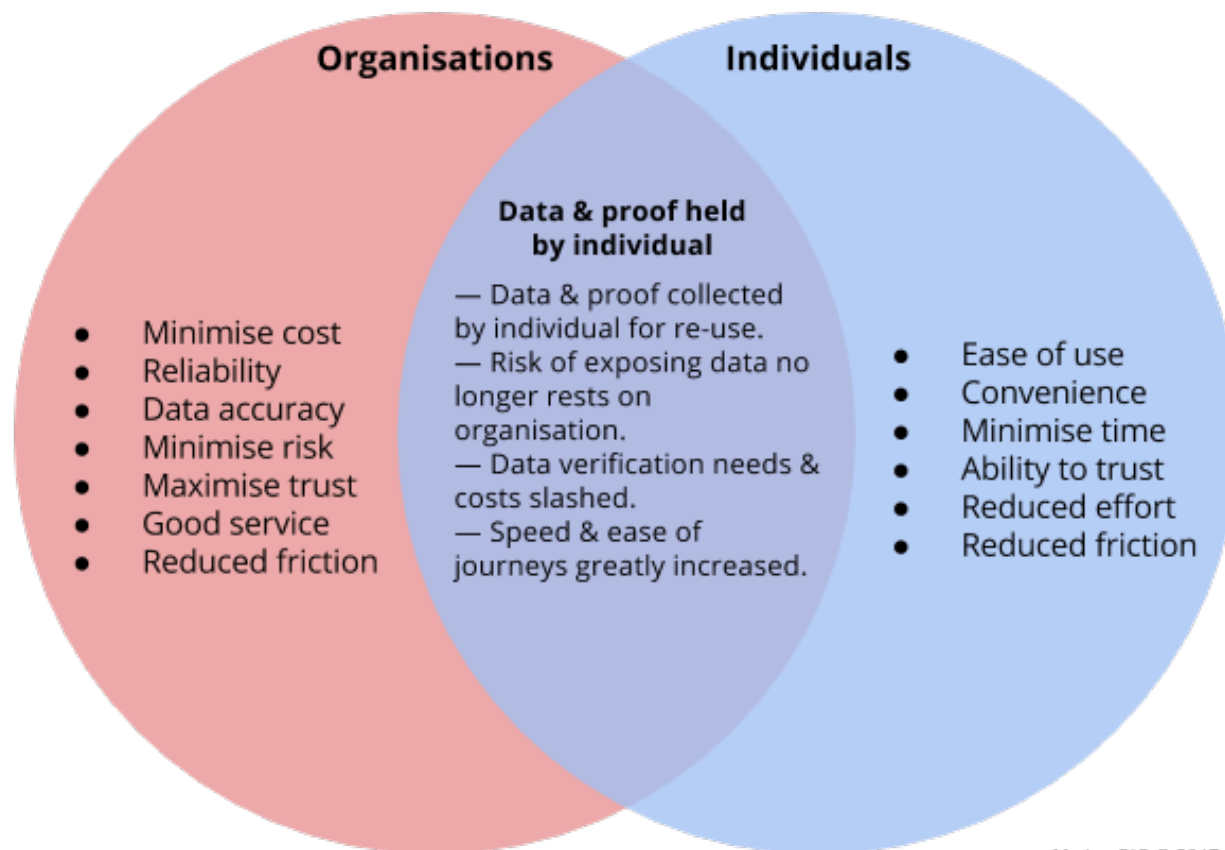 Organisations
Individuals
Data & proof held
by individual
— Data & proof collected
by individual for re-use.
— Risk of exposing data no
longer rests on
organisation.
— Data verification needs &
costs slashed.
— Speed & ease of
journeys greatly increased.
● Minimise cost
● Reliability
● Data accuracy
● Minimise risk
● Maximise trust
● Good service
● Reduced friction
● Ease of use
● Convenience
● Minimise time
● Ability to trust
● Reduced effort
● Reduced friction